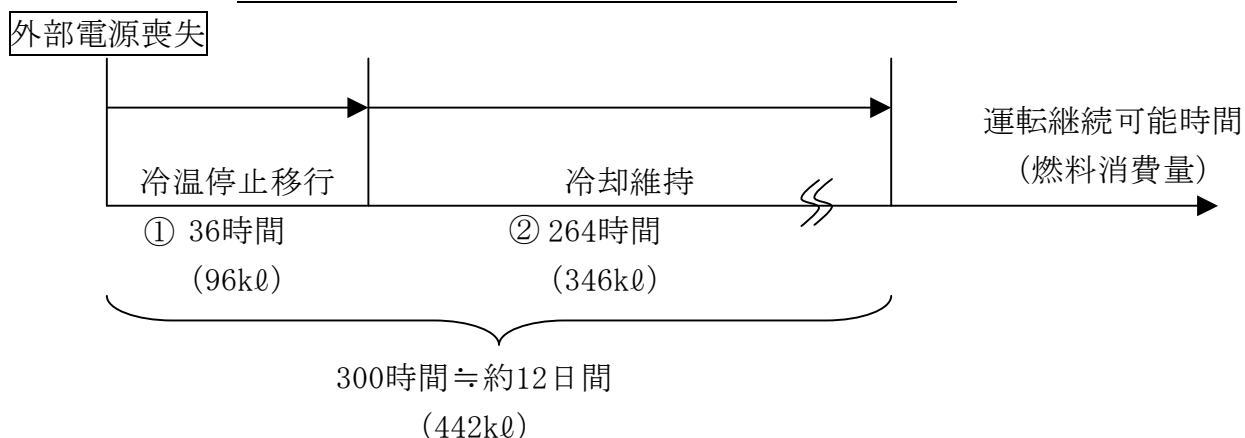 外部電源喪失
運転継続可能時間
(燃料消費量)
冷温停止移行
冷却維持
① 36時間
② 264時間
(96kℓ)
(346kℓ)
300時間≒約12日間
(442kℓ)